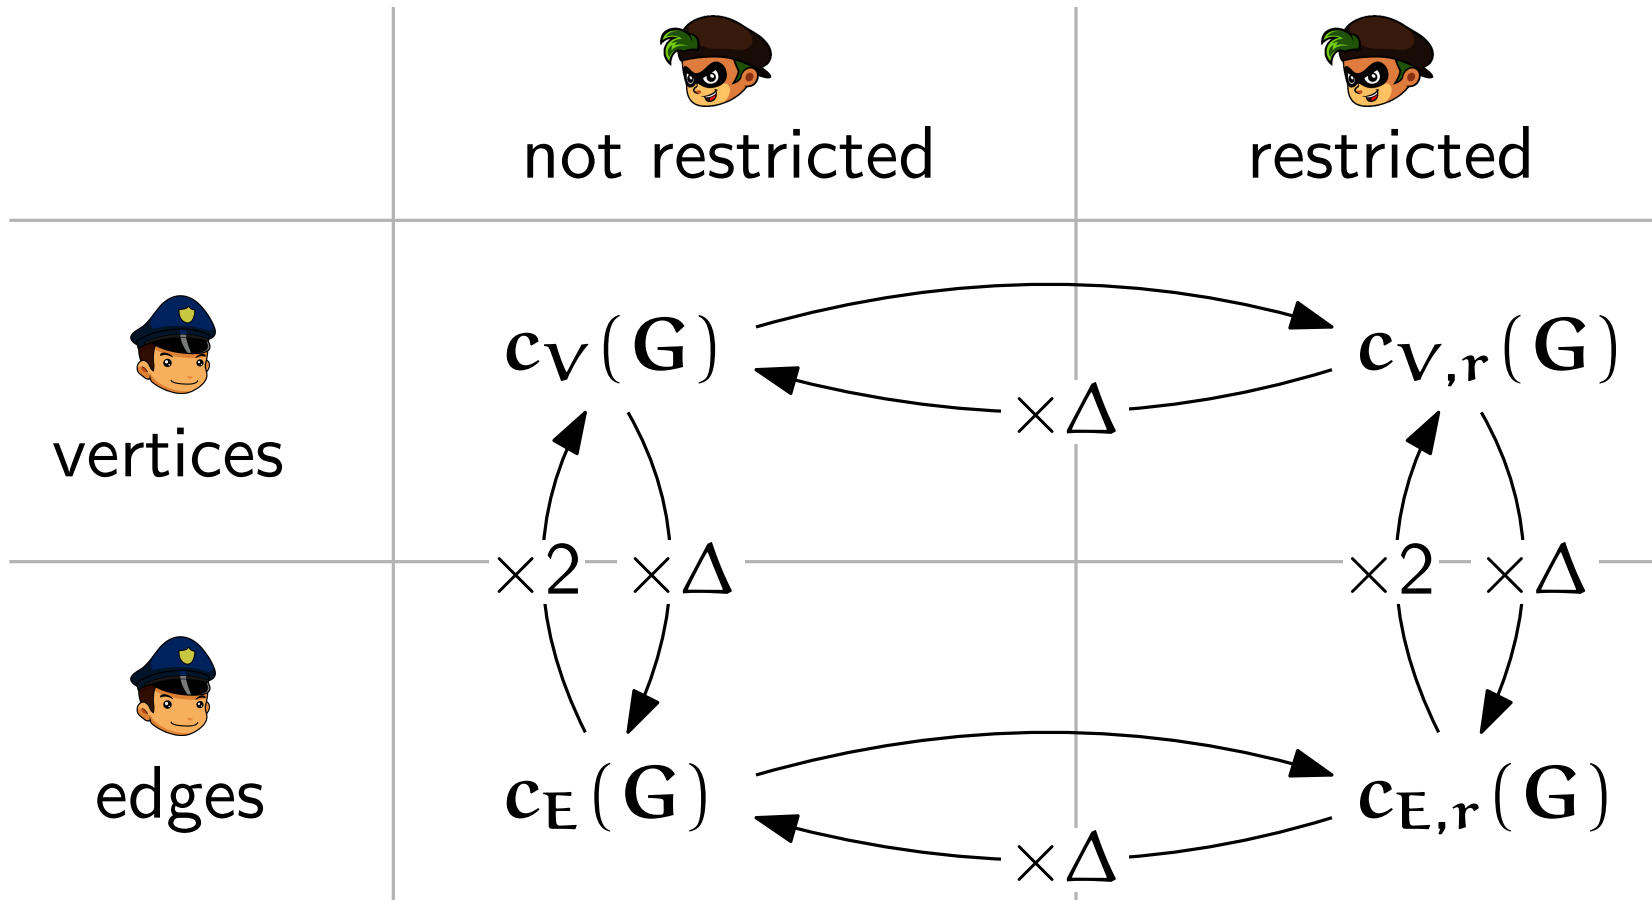 not restricted
restricted
vertices
c_V(G)
c_{V,r}(G)
×Δ
×2
×Δ
×2
×Δ
edges
c_E(G)
c_{E,r}(G)
×Δ